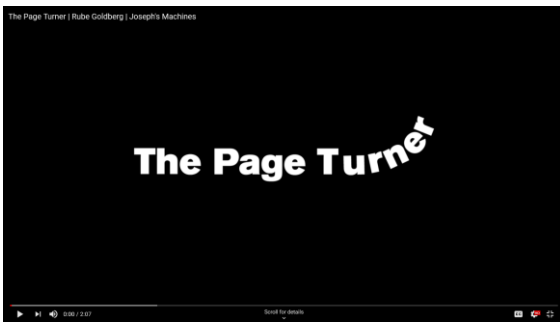 The Page Turner | Rube Goldberg | Joseph's Machines
The Page Turner
0:00 / 2:07
Scroll for details